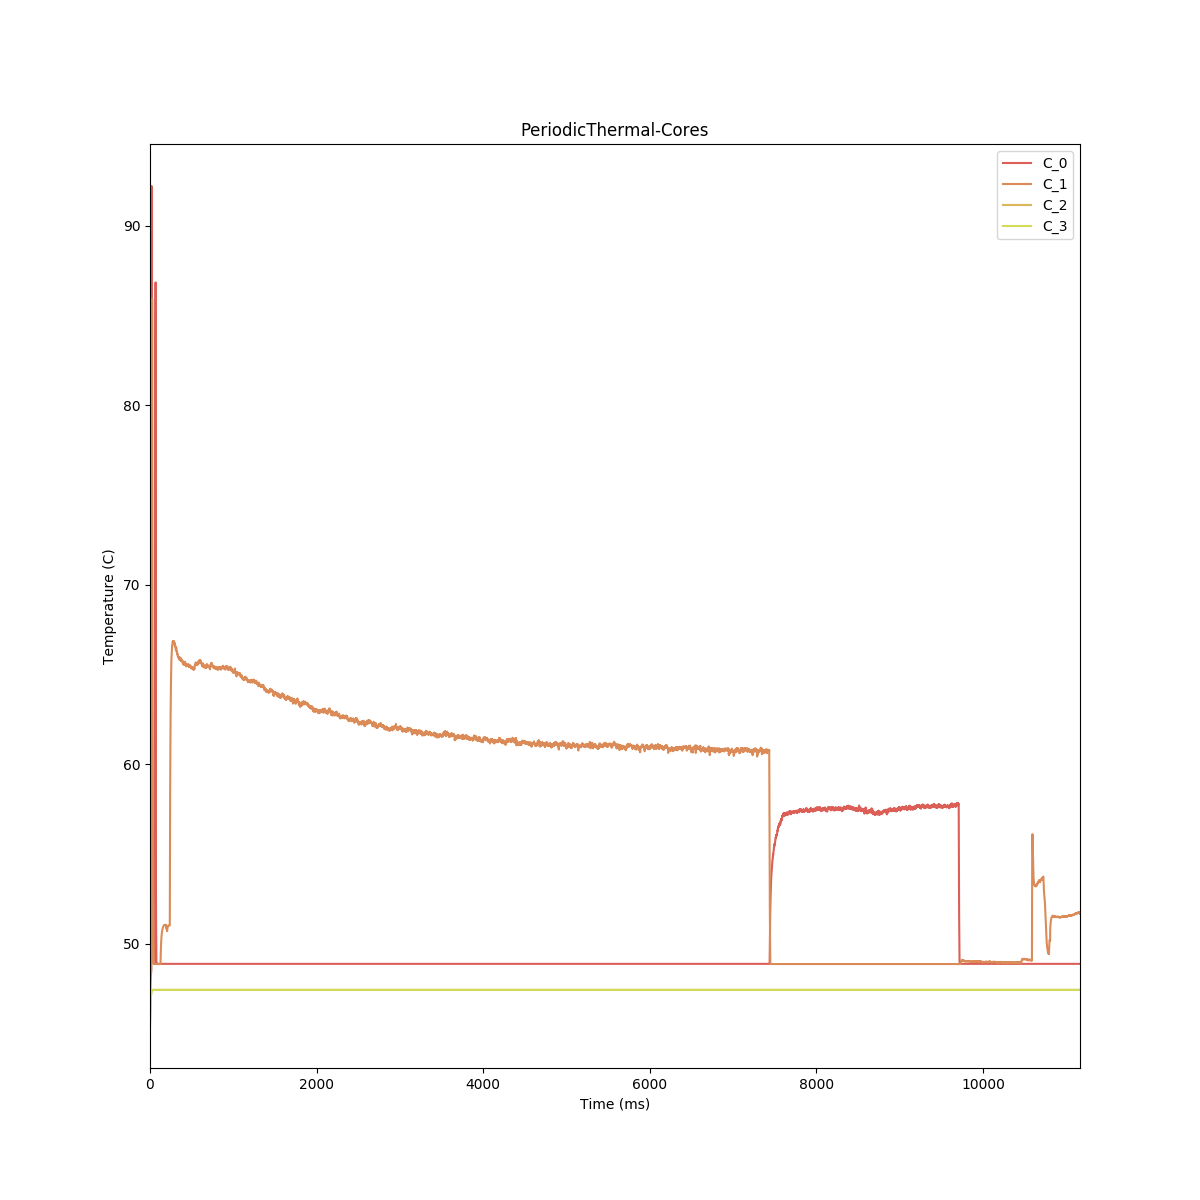 PeriodicThermal-Cores
C_0
C_1
C_2
C_3
90
80
70
60
50
Temperature (C)
0 2000 4000 6000 8000 10000
Time (ms)